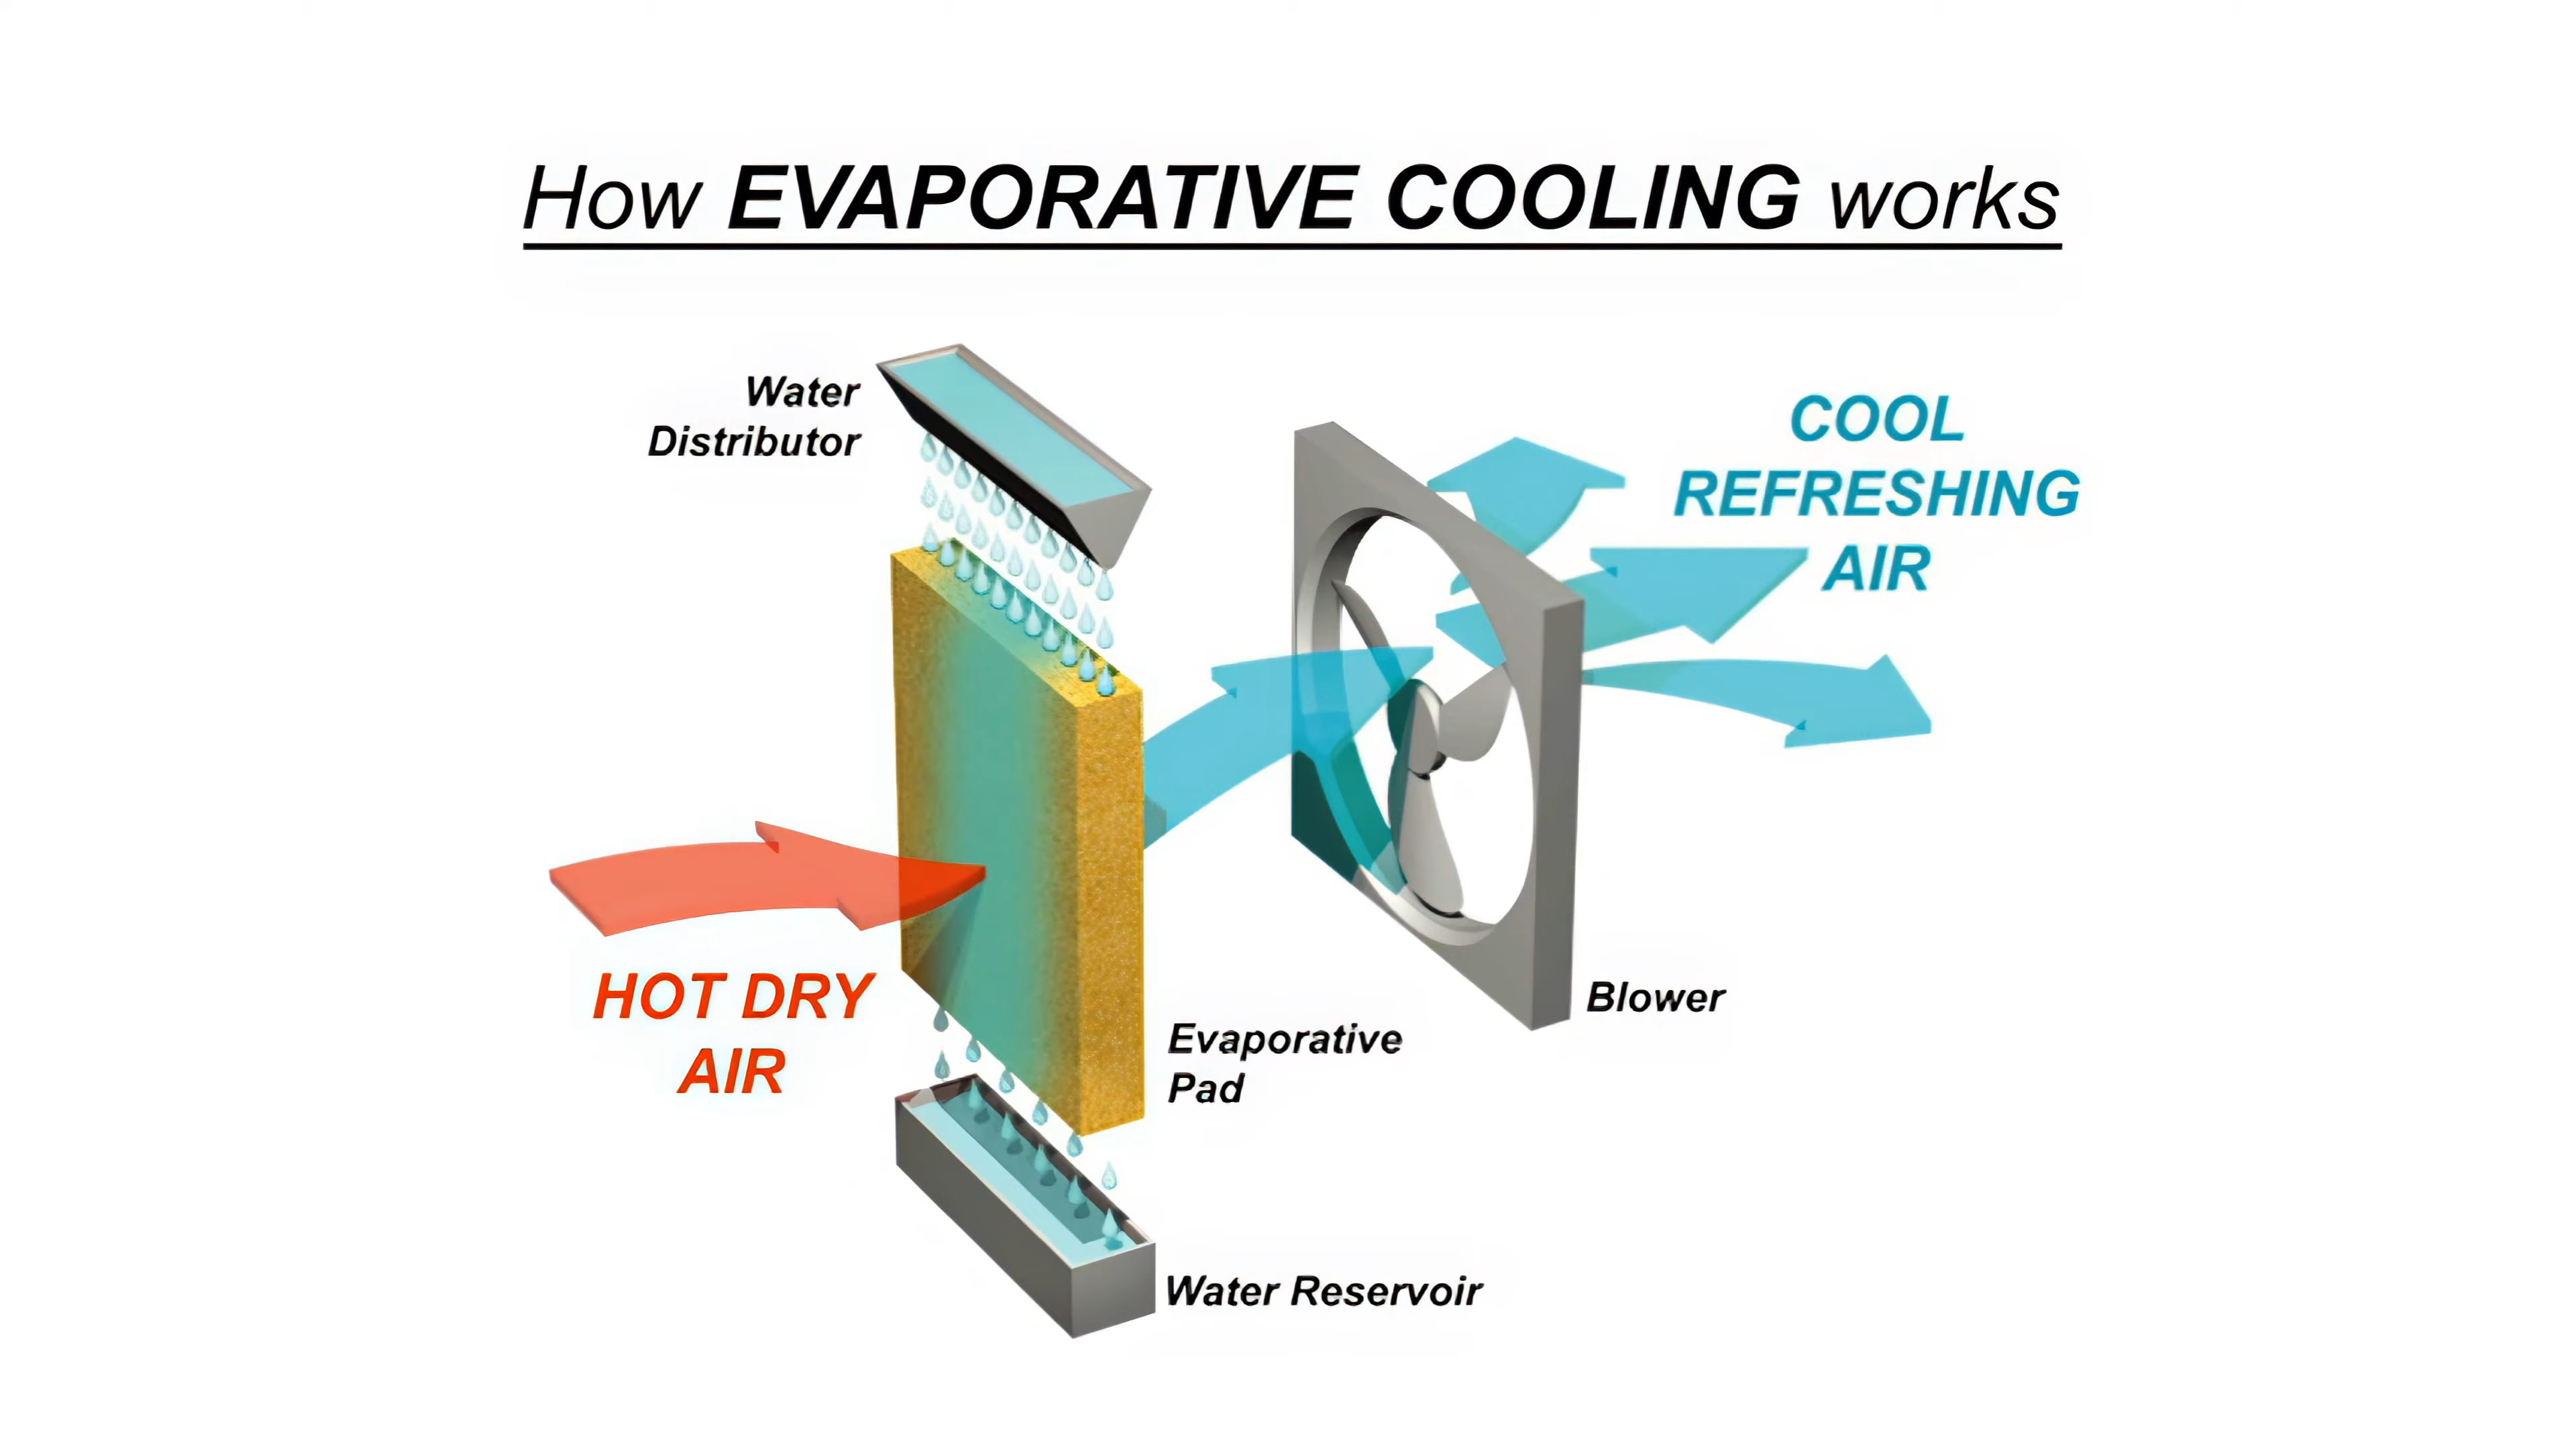 How EVAPORATIVE COOLING works
Water
Distributor
COOL
REFRESHING
AIR
HOT DRY
AIR
Blower
Evaporative
Pad
Water Reservoir